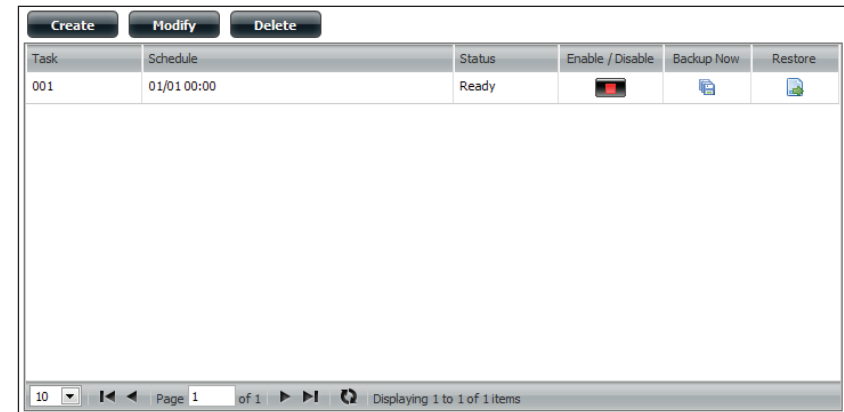 Create Modify Delete
Task Schedule Status Enable / Disable Backup Now Restore
001 01/01 00:00 Ready
10 Page 1 of 1 Displaying 1 to 1 of 1 items